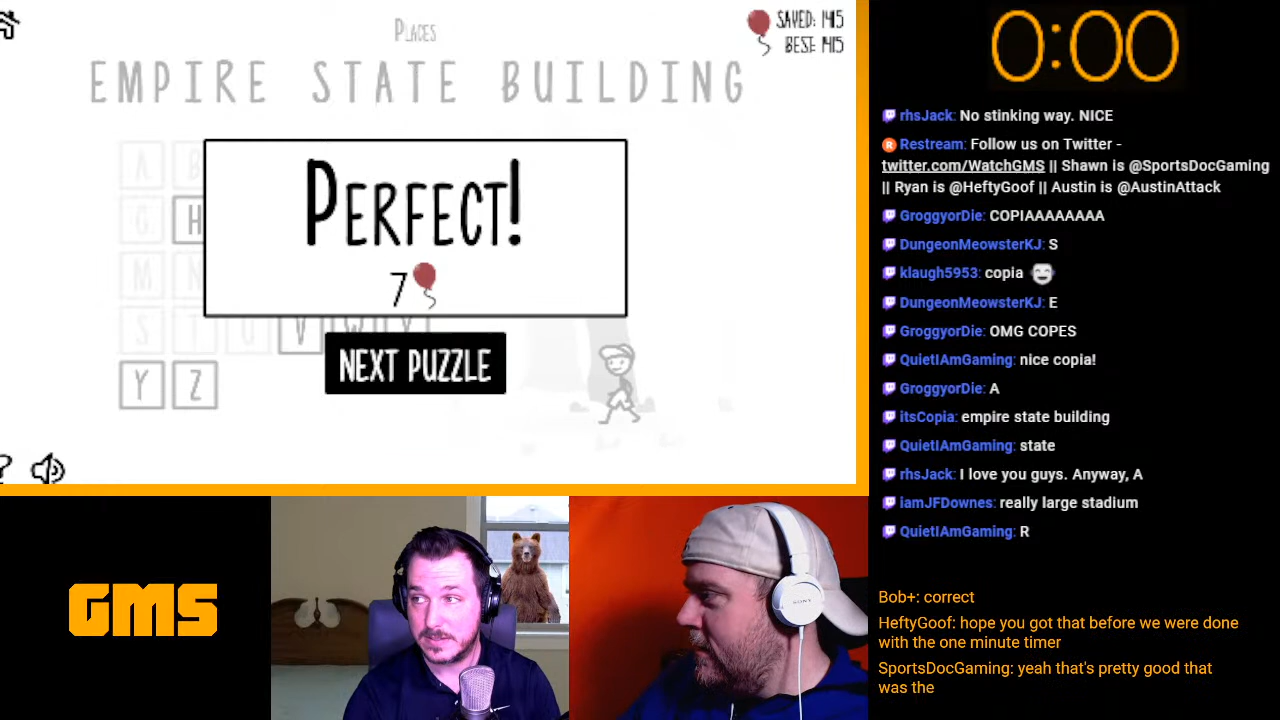 PLACES
SAVED: 1415
BEST: 1415
EMPIRE STATE BUILDING
A B
G H
M N
S T U V W X
Y Z
PERFECT!
7
NEXT PUZZLE
?
0:00
rhsJack: No stinking way. NICE
Restream: Follow us on Twitter -
twitter.com/WatchGMS || Shawn is @SportsDocGaming
|| Ryan is @HeftyGoof || Austin is @AustinAttack
GroggyorDie: COPIAAAAAAAA
DungeonMeowsterKJ: S
klaugh5953: copia
DungeonMeowsterKJ: E
GroggyorDie: OMG COPES
QuietIAmGaming: nice copia!
GroggyorDie: A
itsCopia: empire state building
QuietIAmGaming: state
rhsJack: I love you guys. Anyway, A
iamJFDownes: really large stadium
QuietIAmGaming: R
Bob+: correct
HeftyGoof: hope you got that before we were done
with the one minute timer
SportsDocGaming: yeah that's pretty good that
was the
GMS
SONY